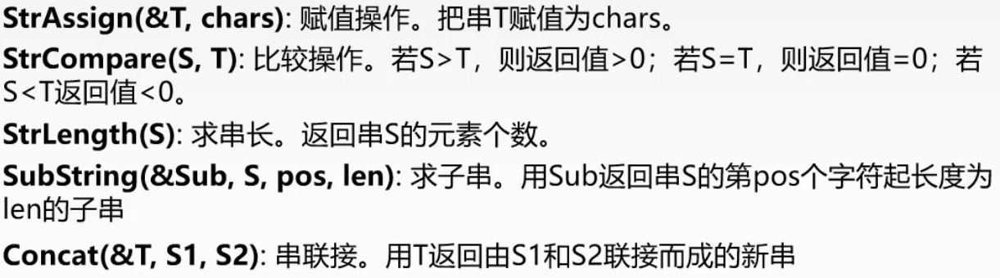 StrAssign(&T, chars): 赋值操作。把串T赋值为chars。
StrCompare(S, T): 比较操作。若S>T，则返回值>0；若S=T，则返回值=0；若
S<T返回值<0。
StrLength(S): 求串长。返回串S的元素个数。
SubString(&Sub, S, pos, len): 求子串。用Sub返回串S的第pos个字符起长度为
len的子串
Concat(&T, S1, S2): 串联接。用T返回由S1和S2联接而成的新串